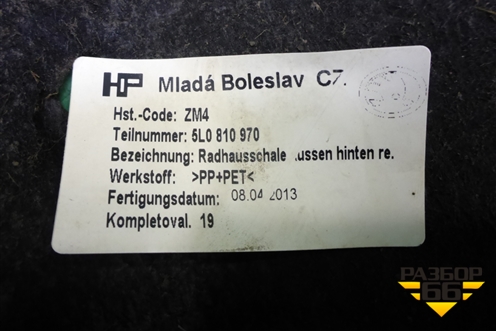 HP Mladá Boleslav CZ.
Hst.-Code: ZM4
Teilnummer: 5L0 810 970
Bezeichnung: Radhausschale .ussen hinten re.
Werkstoff: >PP+PET<
Fertigungsdatum: 08.04.2013
Kompletoval. 19
РАЗБОР
66